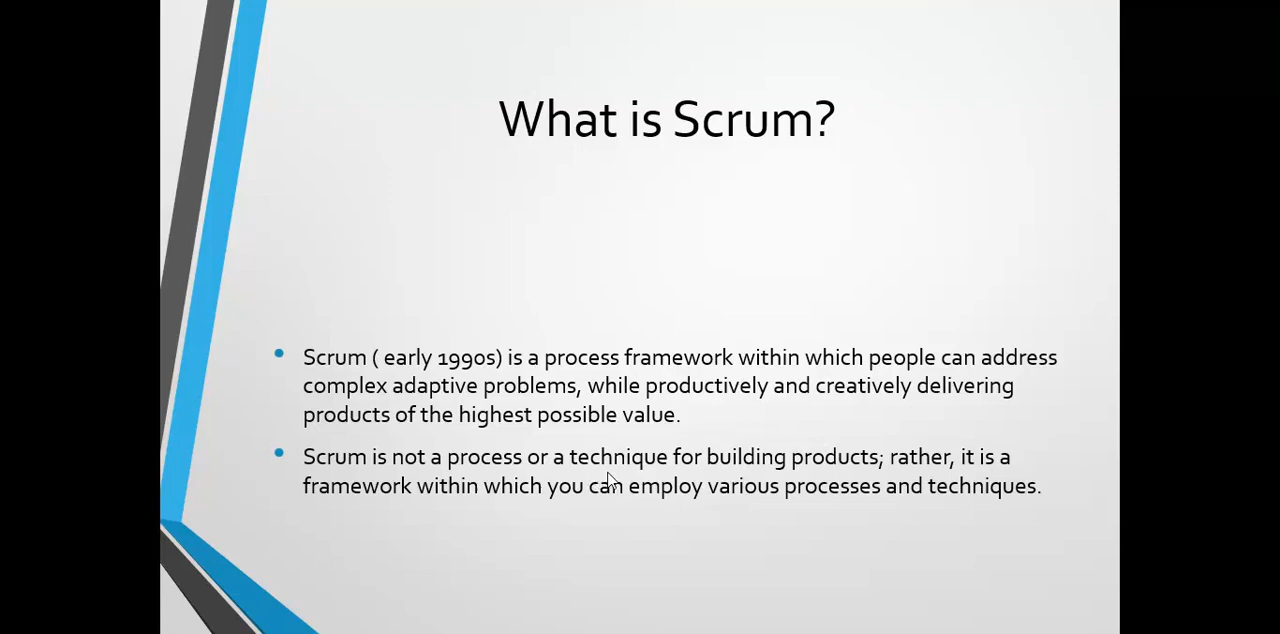 What is Scrum?
• Scrum ( early 1990s) is a process framework within which people can address
complex adaptive problems, while productively and creatively delivering
products of the highest possible value.
• Scrum is not a process or a technique for building products; rather, it is a
framework within which you can employ various processes and techniques.